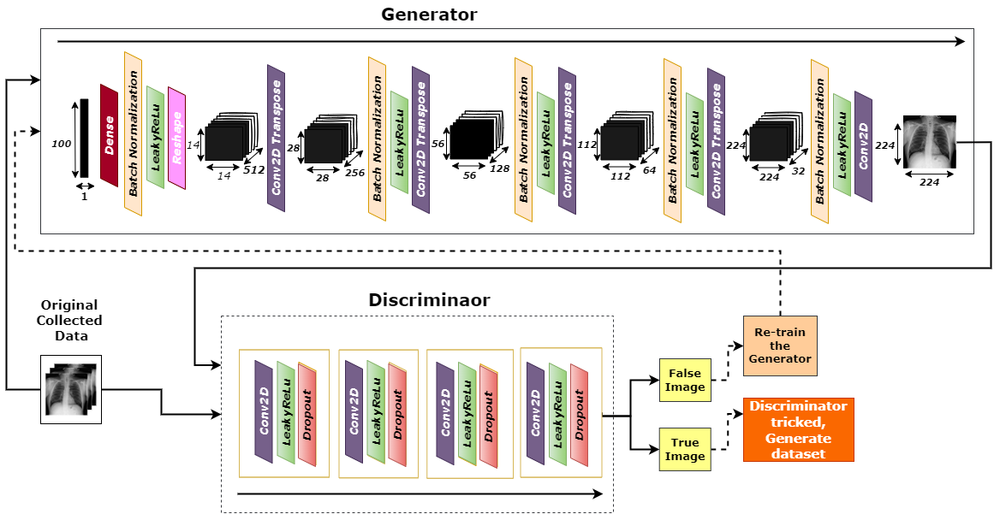 Generator
100
1
Dense
Batch Normalization
LeakyReLu
Reshape
14
14
512
Conv2D Transpose
28
28
256
Batch Normalization
LeakyReLu
Conv2D Transpose
56
56
128
Batch Normalization
LeakyReLu
Conv2D Transpose
112
112
64
Batch Normalization
LeakyReLu
Conv2D Transpose
224
224
32
Batch Normalization
LeakyReLu
Conv2D
224
224
Original
Collected
Data
Discriminaor
Conv2D
LeakyReLu
Dropout
Conv2D
LeakyReLu
Dropout
Conv2D
LeakyReLu
Dropout
Conv2D
LeakyReLu
Dropout
False
Image
True
Image
Re-train
the
Generator
Discriminator
tricked,
Generate
dataset